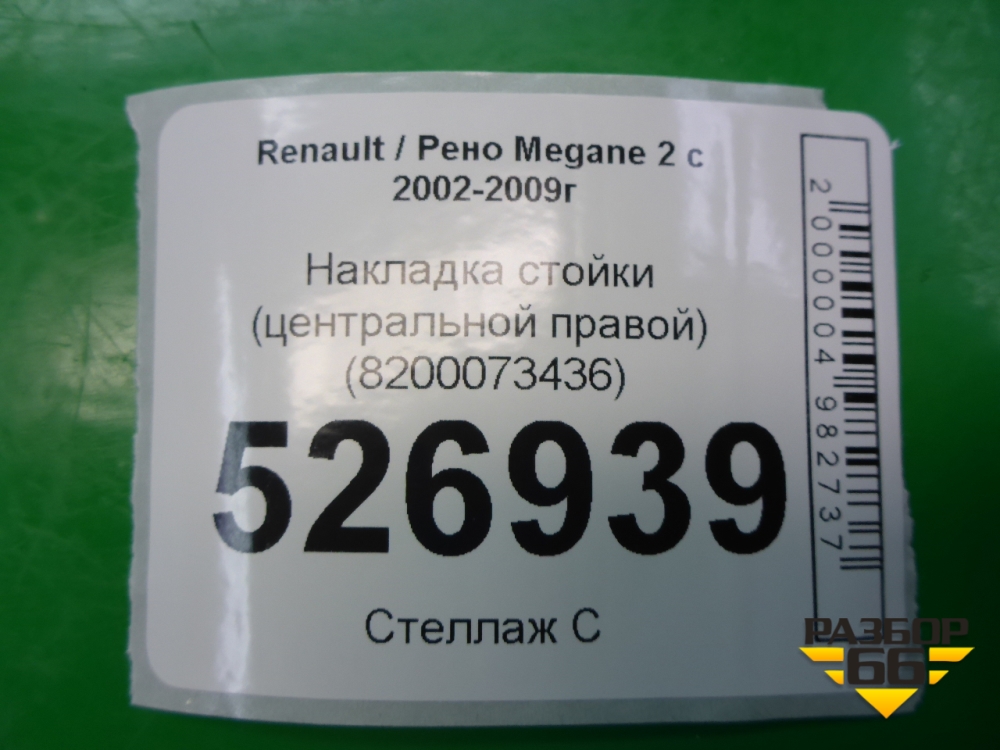 Renault / Рено Megane 2 с
2002-2009г
Накладка стойки
(центральной правой)
(8200073436)
526939
Стеллаж С
2000004982737
РАЗБОР
66